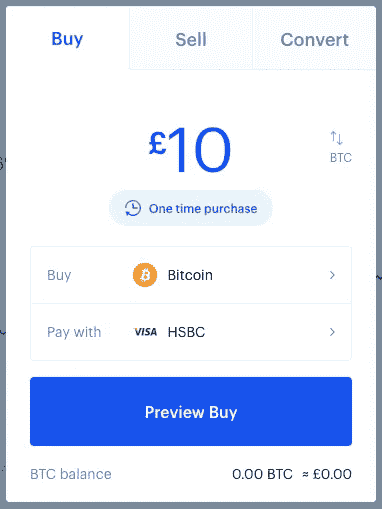 Buy Sell Convert
£10
BTC
One time purchase
Buy Bitcoin
Pay with VISA HSBC
Preview Buy
BTC balance 0.00 BTC ≈ £0.00